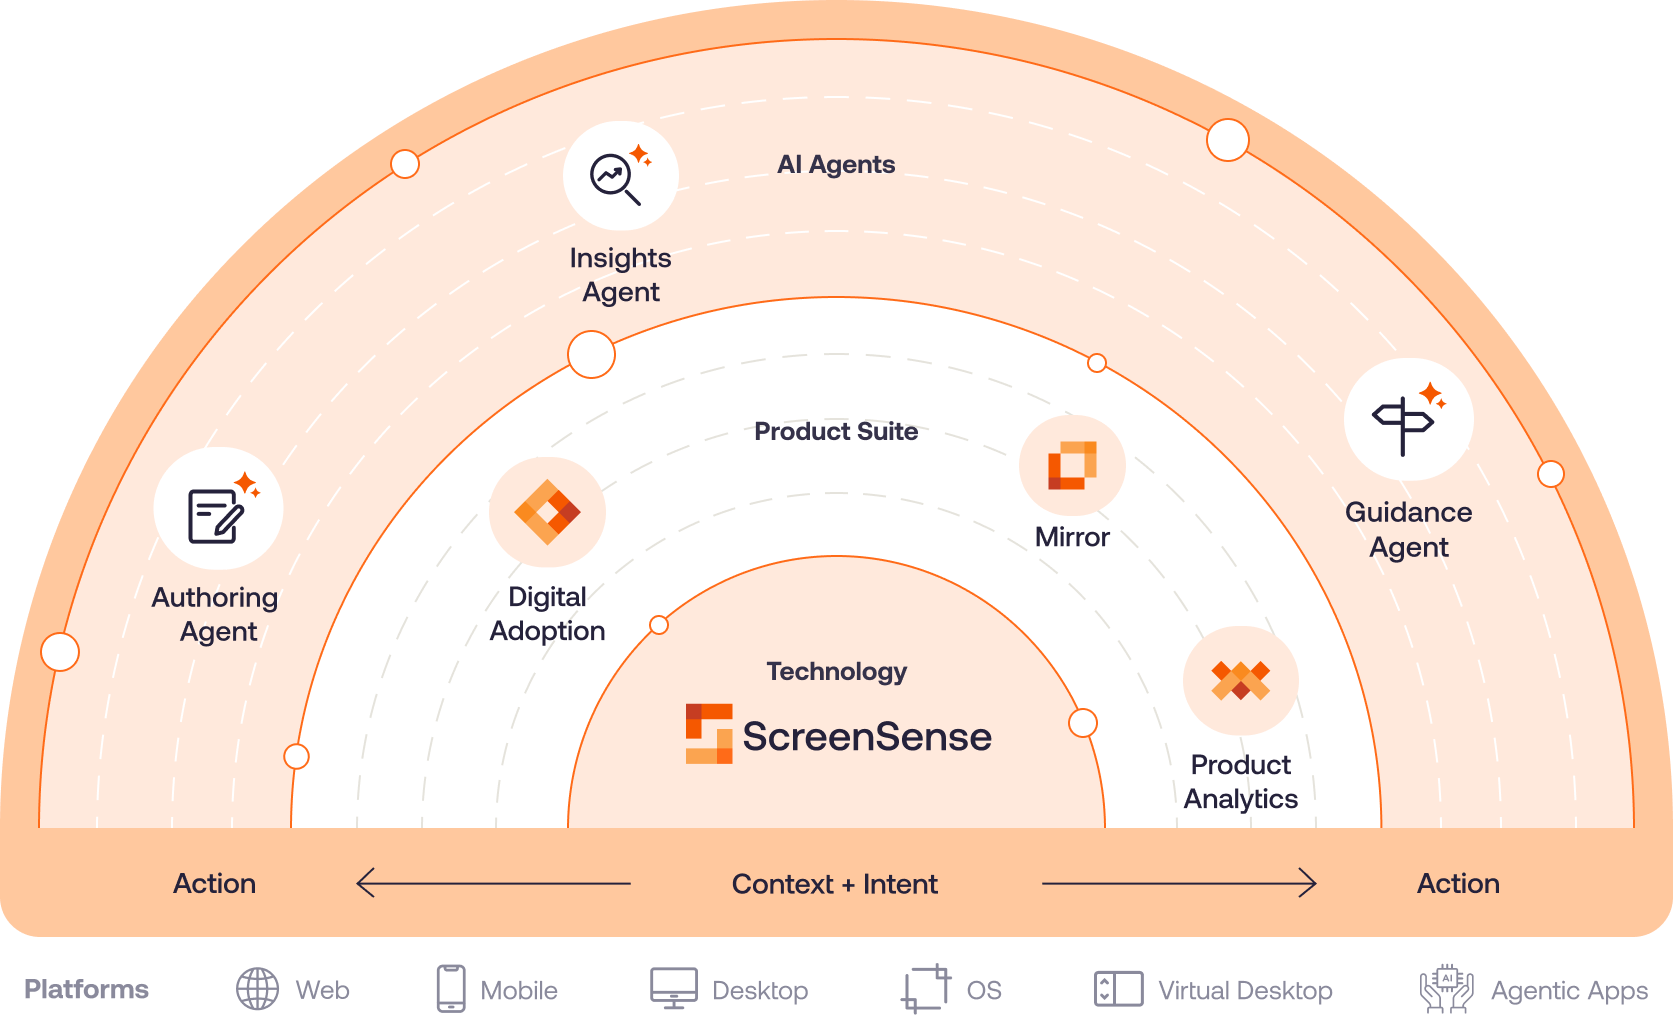 AI Agents
Insights
Agent
Guidance
Agent
Authoring
Agent
Product Suite
Mirror
Digital
Adoption
Product
Analytics
Technology
ScreenSense
Action
Context + Intent
Action
Platforms
Web
Mobile
Desktop
OS
Virtual Desktop
AI
Agentic Apps